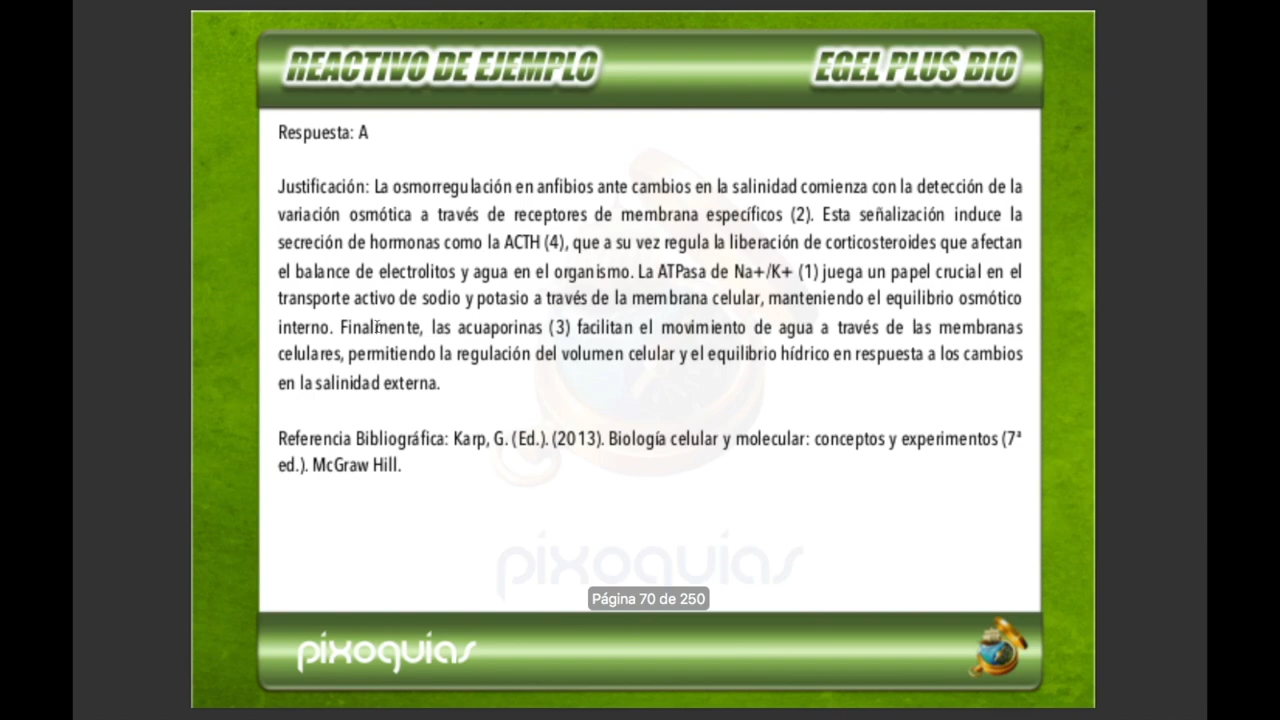 REACTIVO DE EJEMPLO
EGEL PLUS BIO
Respuesta: A
Justificación: La osmorregulación en anfibios ante cambios en la salinidad comienza con la detección de la
variación osmótica a través de receptores de membrana específicos (2). Esta señalización induce la
secreción de hormonas como la ACTH (4), que a su vez regula la liberación de corticosteroides que afectan
el balance de electrolitos y agua en el organismo. La ATPasa de Na+/K+ (1) juega un papel crucial en el
transporte activo de sodio y potasio a través de la membrana celular, manteniendo el equilibrio osmótico
interno. Finalmente, las acuaporinas (3) facilitan el movimiento de agua a través de las membranas
celulares, permitiendo la regulación del volumen celular y el equilibrio hídrico en respuesta a los cambios
en la salinidad externa.
Referencia Bibliográfica: Karp, G. (Ed.). (2013). Biología celular y molecular: conceptos y experimentos (7ª
ed.). McGraw Hill.
pixoguias
Página 70 de 250
pixoguias